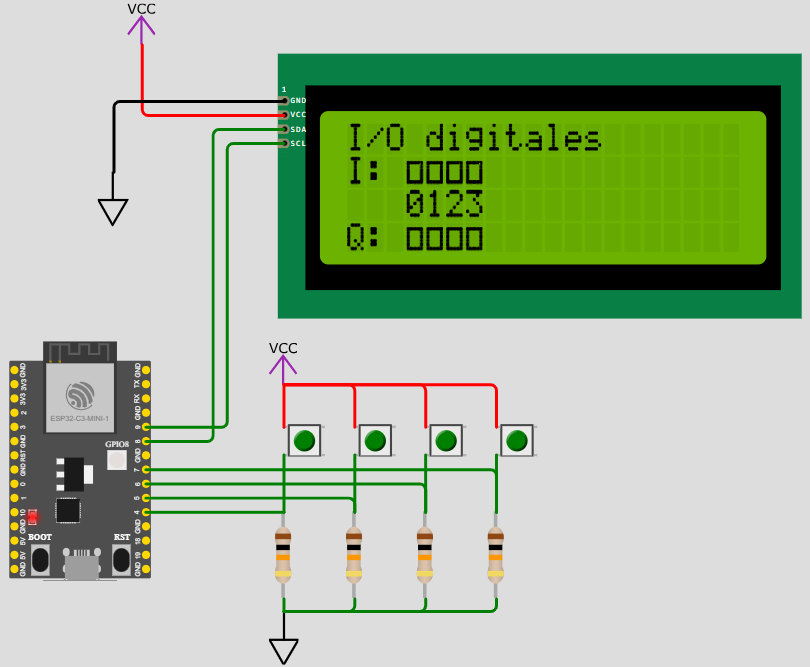 VCC
1
GND
VCC
SDA
SCL
I/O digitales
I: 0000
0123
Q: 0000
VCC
ESP32-C3-MINI-1
GPIO8
GND
3V3
3V3
2
3
GND
RST
GND
0
1
10
GND
5V
5V
GND
GND
TX
RX
GND
9
8
GND
7
6
5
4
GND
18
19
GND
BOOT
RST